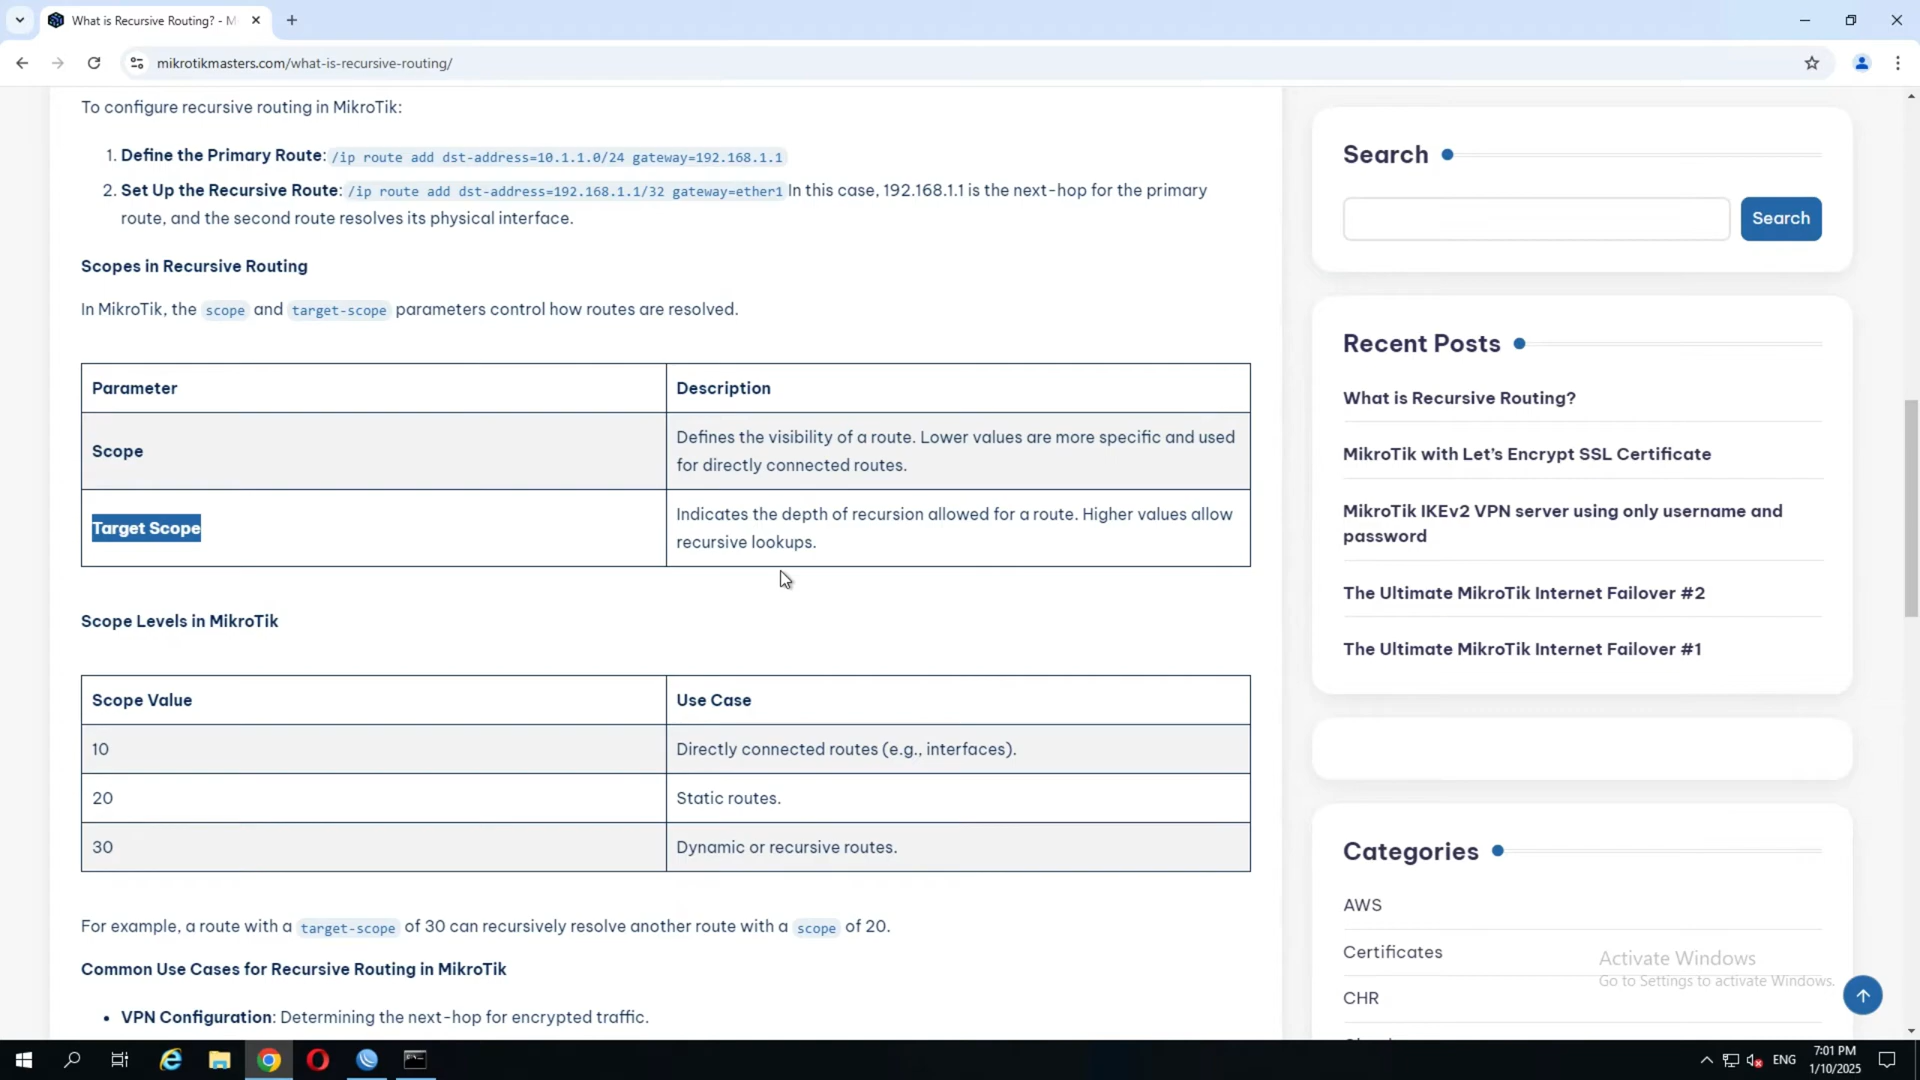 What is Recursive Routing? - M
mikrotikmasters.com/what-is-recursive-routing/
To configure recursive routing in MikroTik:
1. Define the Primary Route: /ip route add dst-address=10.1.1.0/24 gateway=192.168.1.1
2. Set Up the Recursive Route: /ip route add dst-address=192.168.1.1/32 gateway=ether1 In this case, 192.168.1.1 is the next-hop for the primary
route, and the second route resolves its physical interface.
Scopes in Recursive Routing
In MikroTik, the scope and target-scope parameters control how routes are resolved.
Parameter
Description
Scope
Defines the visibility of a route. Lower values are more specific and used
for directly connected routes.
Target Scope
Indicates the depth of recursion allowed for a route. Higher values allow
recursive lookups.
Scope Levels in MikroTik
Scope Value
Use Case
10
Directly connected routes (e.g., interfaces).
20
Static routes.
30
Dynamic or recursive routes.
For example, a route with a target-scope of 30 can recursively resolve another route with a scope of 20.
Common Use Cases for Recursive Routing in MikroTik
• VPN Configuration: Determining the next-hop for encrypted traffic.
Search
Search
Recent Posts
What is Recursive Routing?
MikroTik with Let's Encrypt SSL Certificate
MikroTik IKEv2 VPN server using only username and
password
The Ultimate MikroTik Internet Failover #2
The Ultimate MikroTik Internet Failover #1
Categories
AWS
Certificates
CHR
Activate Windows
Go to Settings to activate Windows.
ENG
7:01 PM
1/10/2025